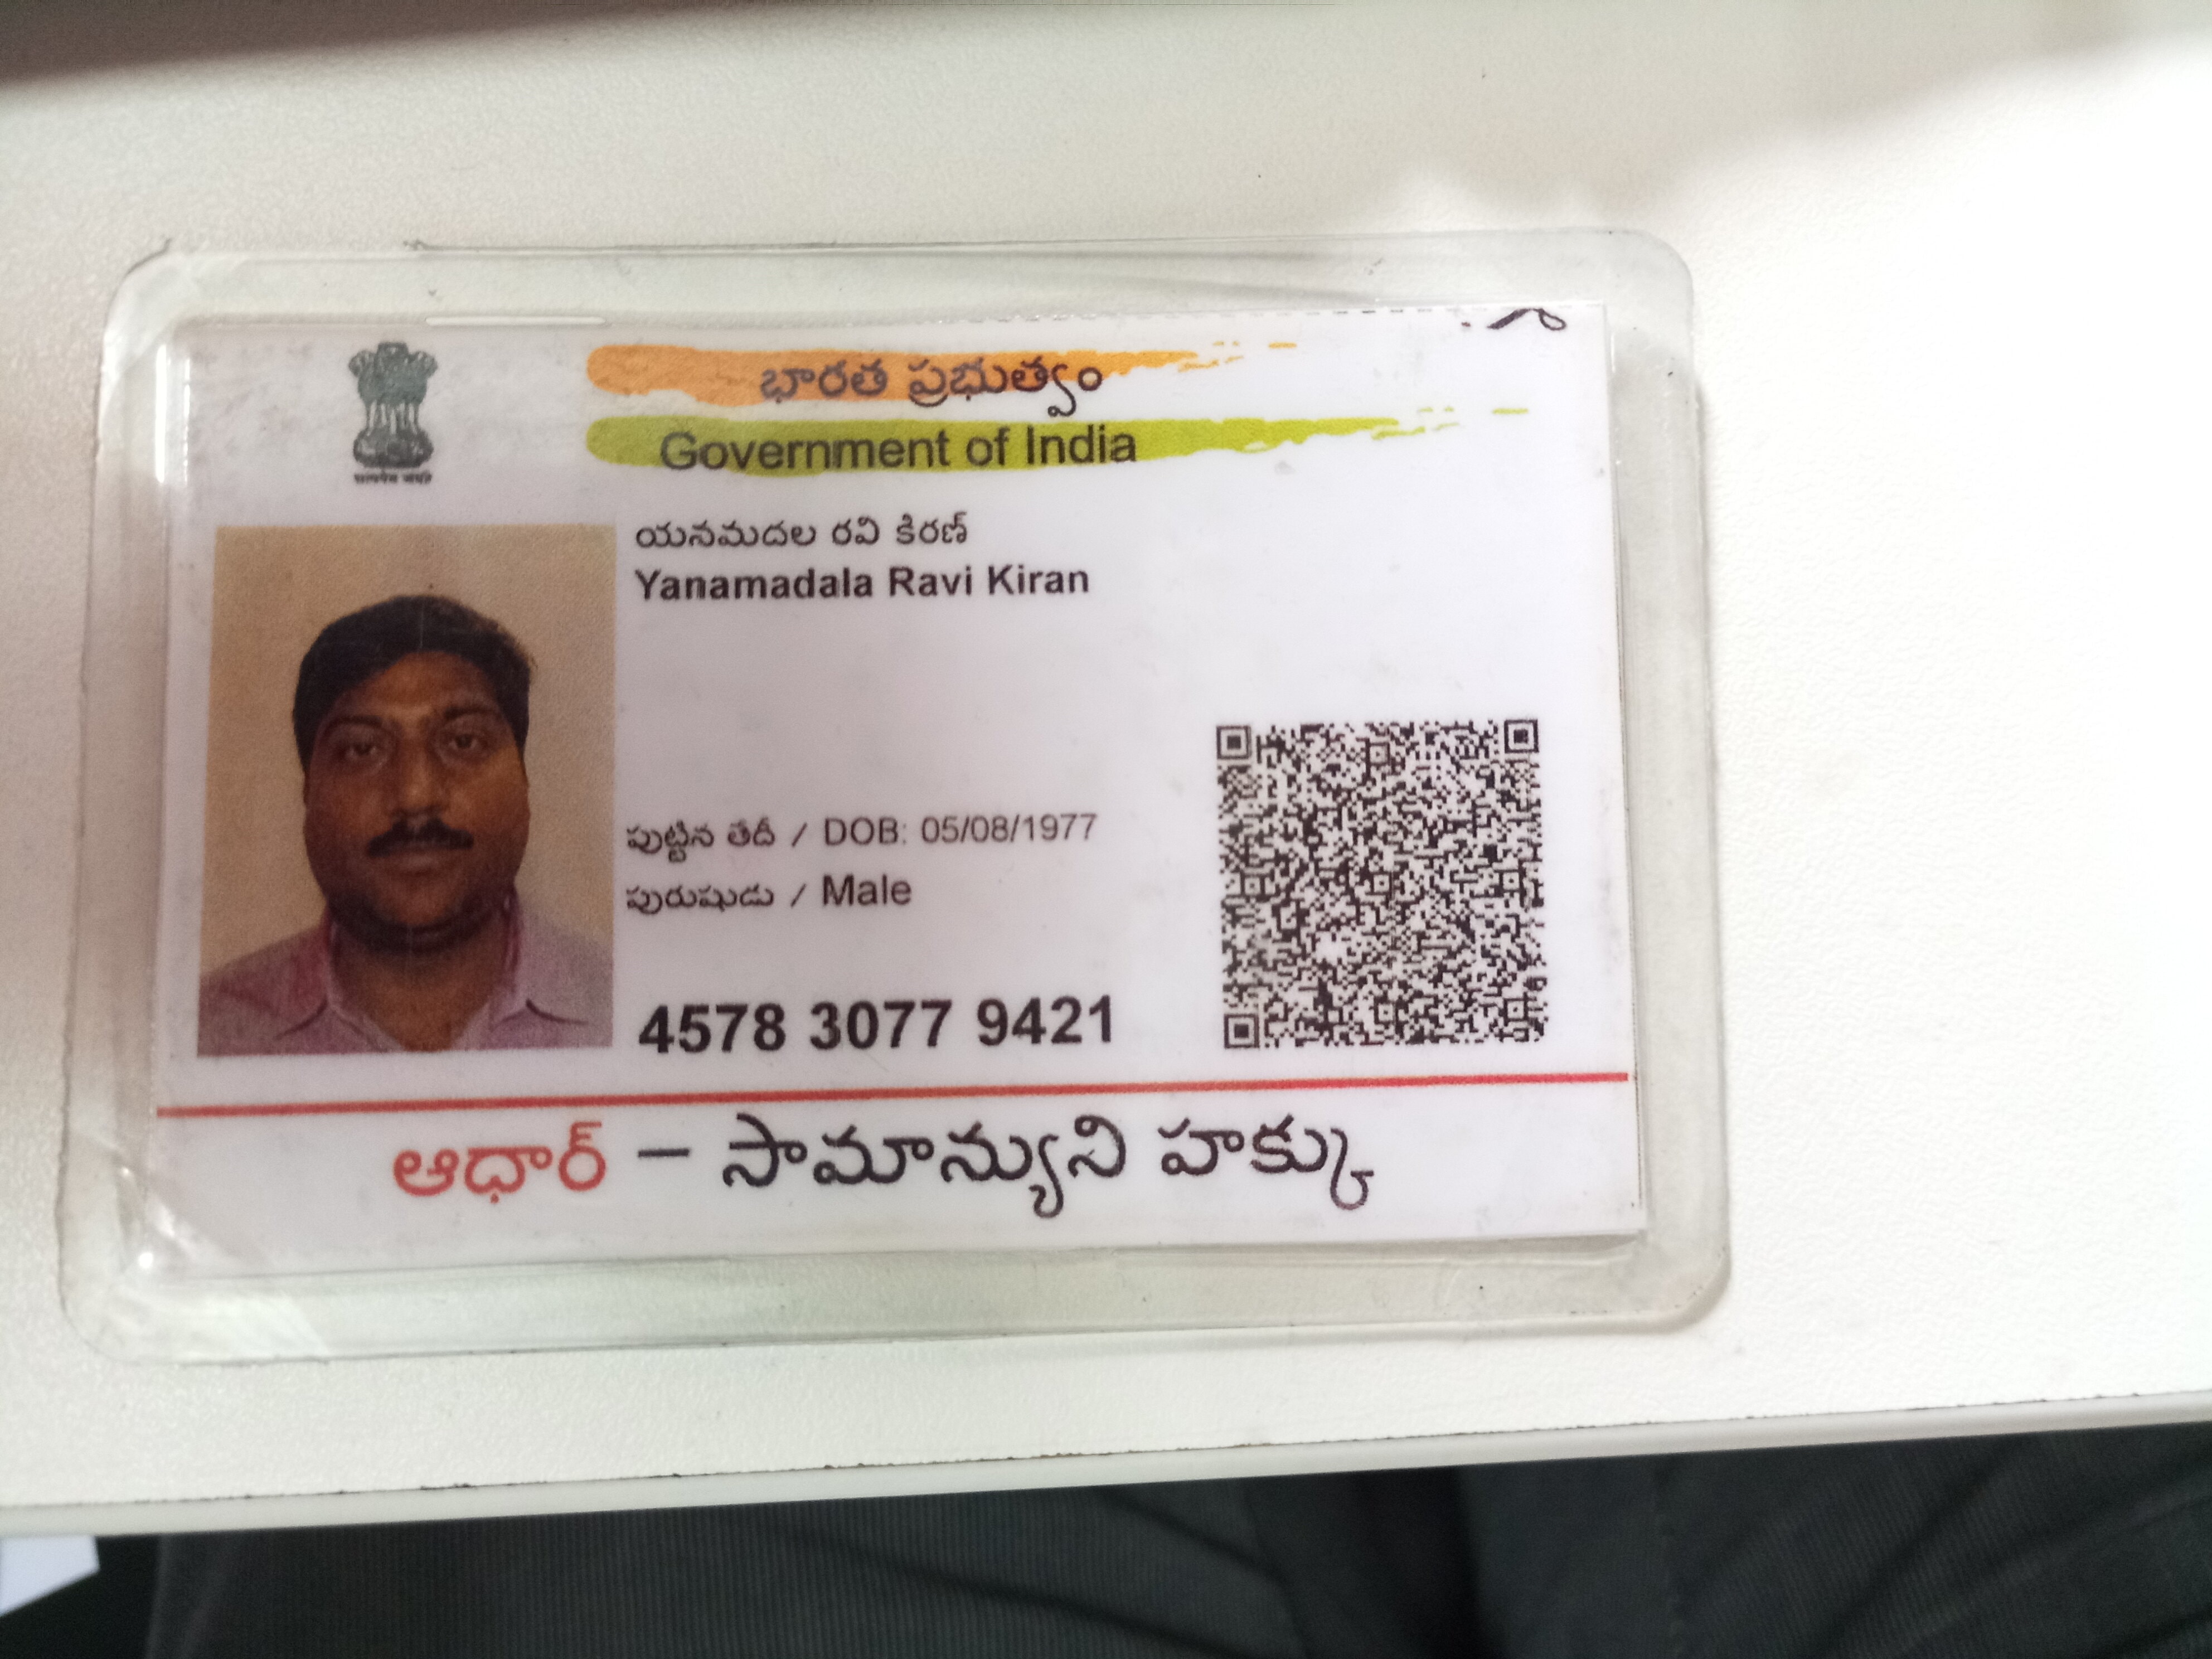 భారత ప్రభుత్వం
Government of India
యనమదల రవి కిరణ్
Yanamadala Ravi Kiran
పుట్టిన తేదీ / DOB: 05/08/1977
పురుషుడు / Male
4578 3077 9421
ఆధార్ – సామాన్యుని హక్కు